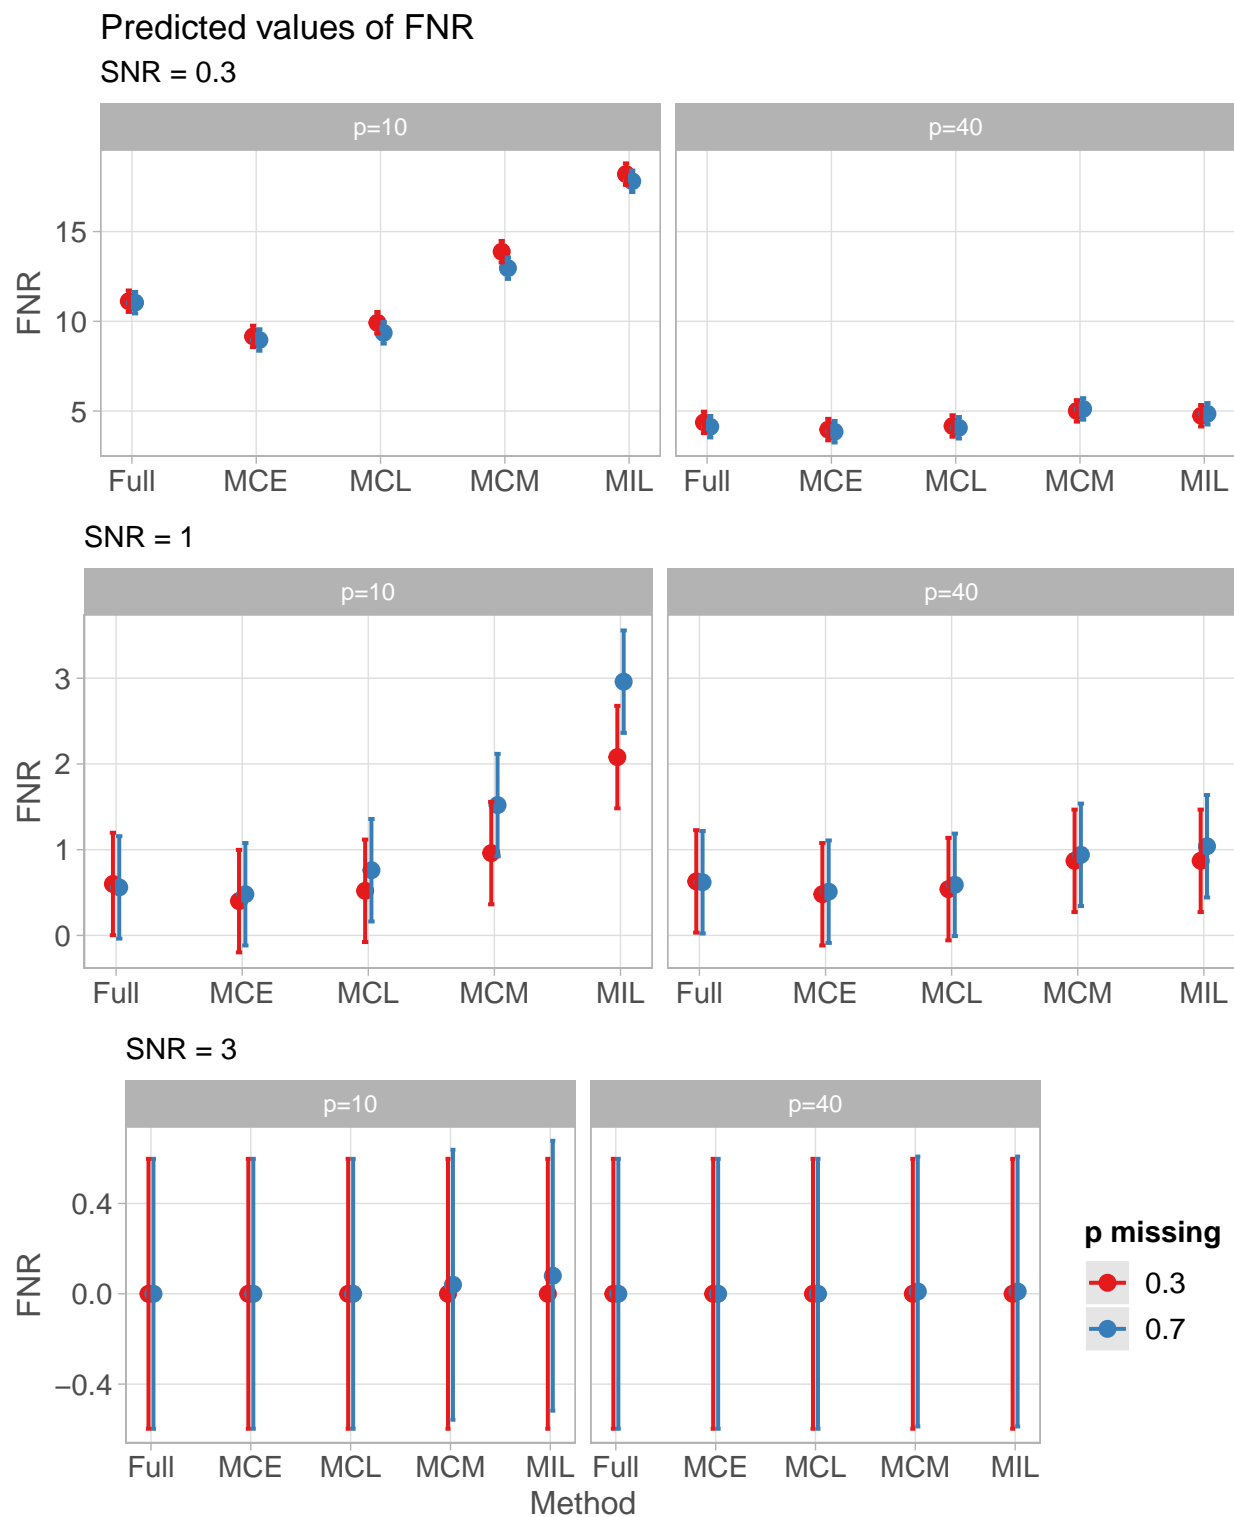 Predicted values of FNR
SNR = 0.3
p=10 p=40
15
10
5
FNR
Full MCE MCL MCM MIL Full MCE MCL MCM MIL
SNR = 1
p=10 p=40
3
2
1
0
FNR
Full MCE MCL MCM MIL Full MCE MCL MCM MIL
SNR = 3
p=10 p=40
0.4
0.0
−0.4
FNR
Full MCE MCL MCM MIL Full MCE MCL MCM MIL
Method
p missing
0.3
0.7